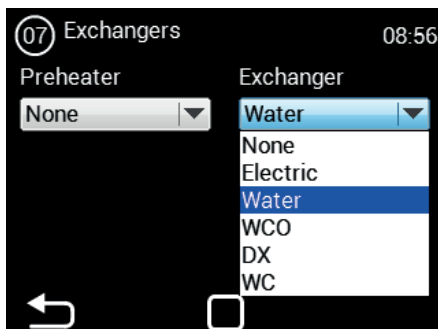 07 Exchangers 08:56
Preheater Exchanger
None Water
None
Electric
Water
WCO
DX
WC